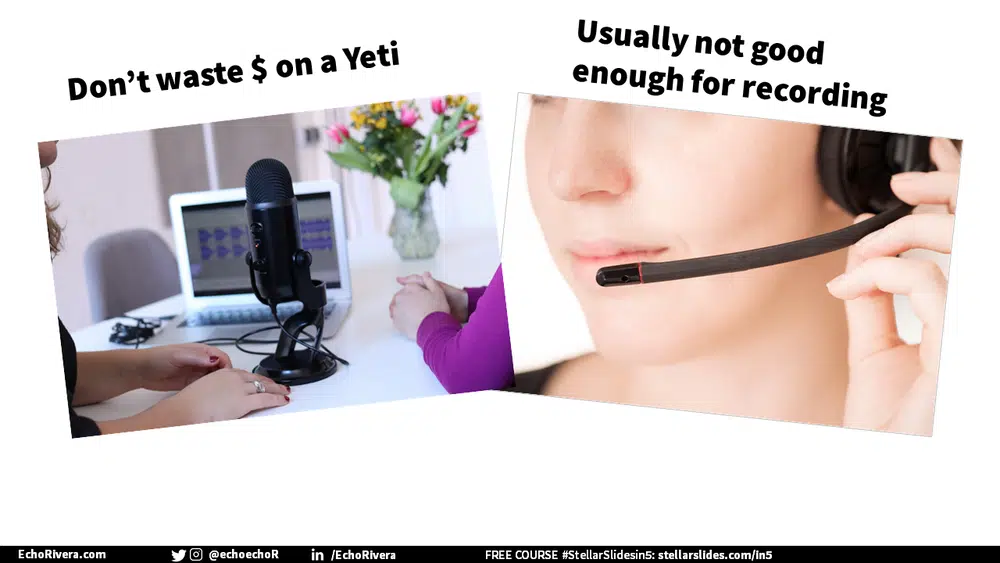 Don’t waste $ on a Yeti
Usually not good
enough for recording
EchoRivera.com
@echoechoR
in /EchoRivera
FREE COURSE #StellarSlidesin5: stellarslides.com/in5